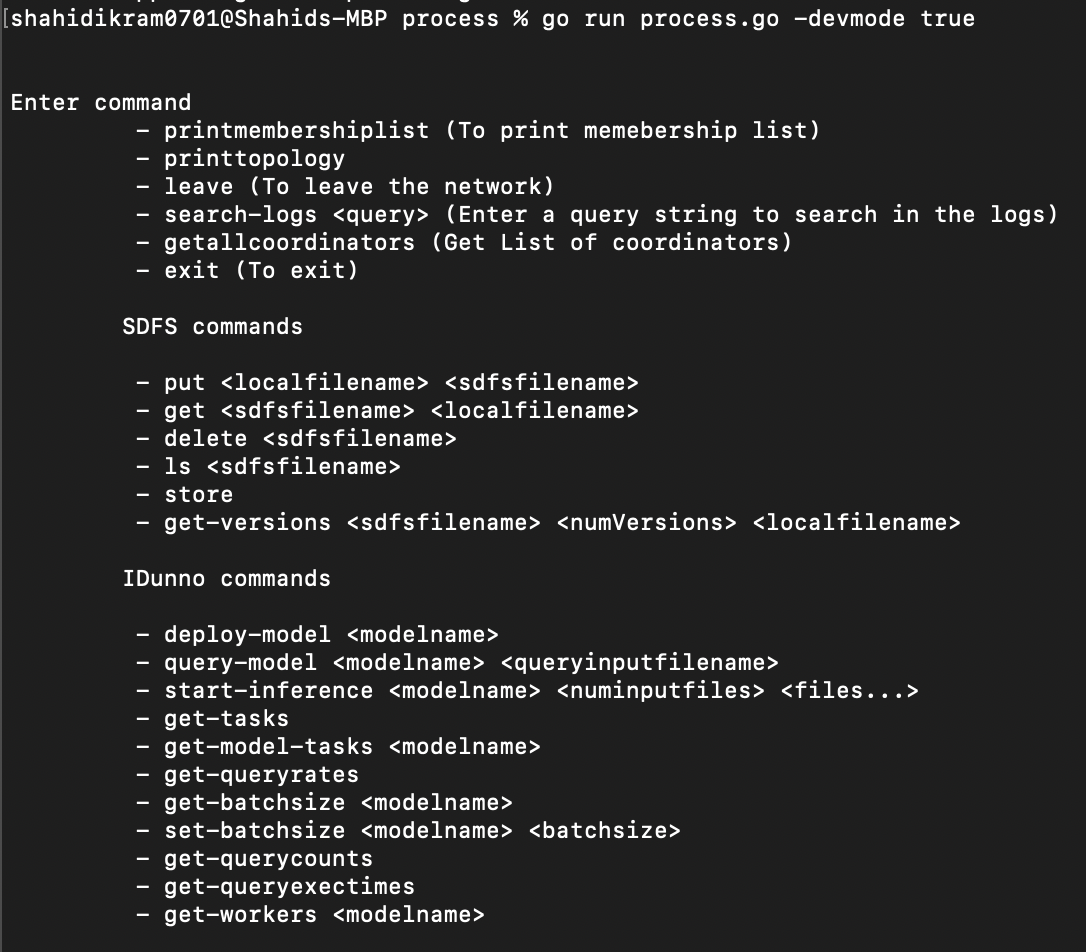 [shahidikram0701@Shahids-MBP process % go run process.go -devmode true
Enter command
- printmembershiplist (To print memebership list)
- printtopology
- leave (To leave the network)
- search-logs <query> (Enter a query string to search in the logs)
- getallcoordinators (Get List of coordinators)
- exit (To exit)
SDFS commands
- put <localfilename> <sdfsfilename>
- get <sdfsfilename> <localfilename>
- delete <sdfsfilename>
- ls <sdfsfilename>
- store
- get-versions <sdfsfilename> <numVersions> <localfilename>
IDunno commands
- deploy-model <modelname>
- query-model <modelname> <queryinputfilename>
- start-inference <modelname> <numinputfiles> <files...>
- get-tasks
- get-model-tasks <modelname>
- get-queryrates
- get-batchsize <modelname>
- set-batchsize <modelname> <batchsize>
- get-querycounts
- get-queryexectimes
- get-workers <modelname>